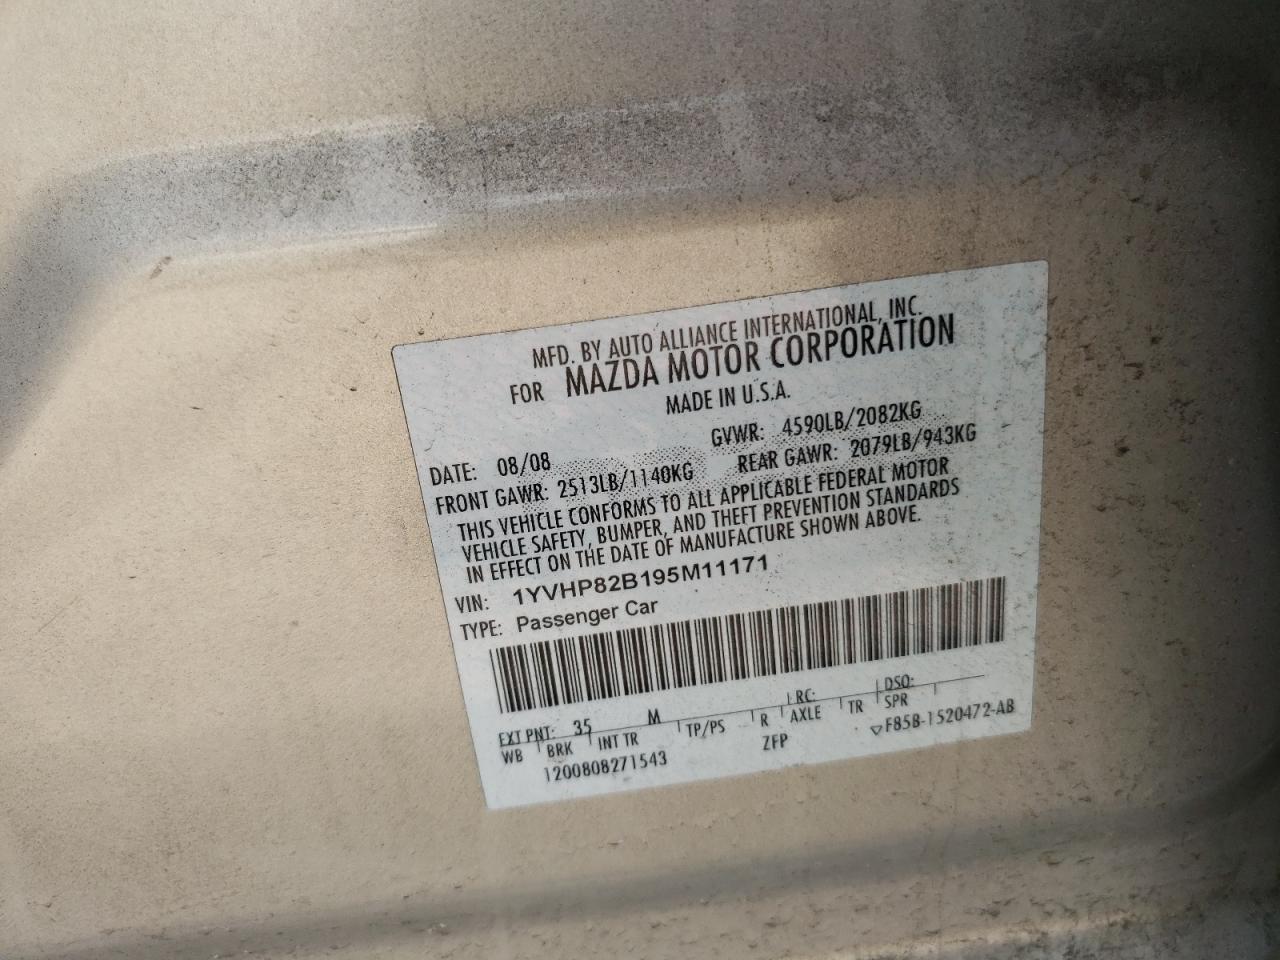 MFD. BY AUTO ALLIANCE INTERNATIONAL, INC.
FOR MAZDA MOTOR CORPORATION
MADE IN U.S.A.
DATE: 08/08 GVWR: 4590LB/2082KG
FRONT GAWR: 2513LB/1140KG REAR GAWR: 2079LB/943KG
THIS VEHICLE CONFORMS TO ALL APPLICABLE FEDERAL MOTOR
VEHICLE SAFETY, BUMPER, AND THEFT PREVENTION STANDARDS
IN EFFECT ON THE DATE OF MANUFACTURE SHOWN ABOVE.
VIN: 1YVHP82B195M11171
TYPE: Passenger Car
EXT PNT: 35 M RC: DSO:
WB BRK INT TR TP/PS R AXLE TR SPR
1200808271543 ZFP ▽F85B-1520472-AB